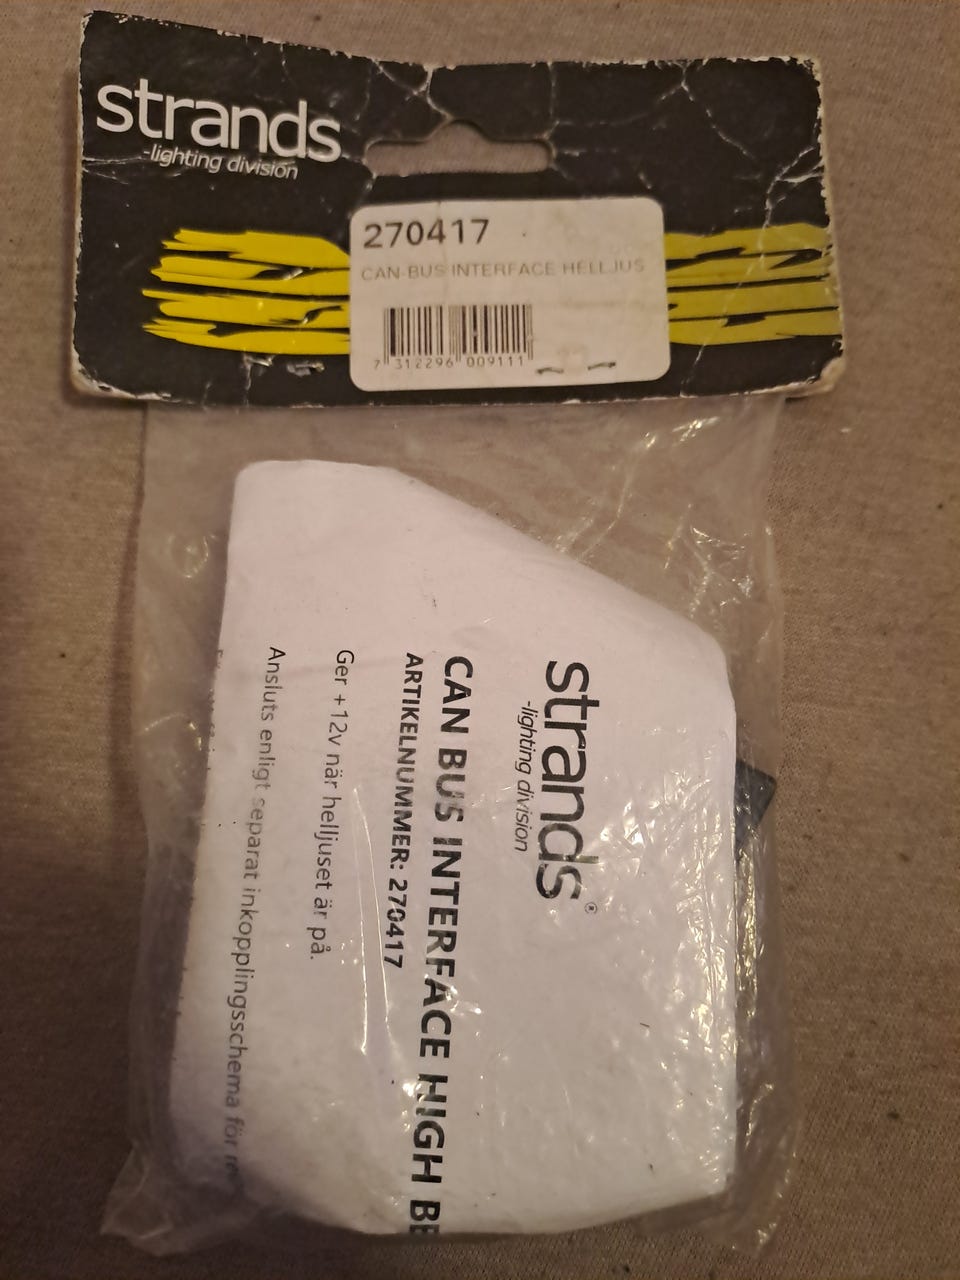 strands
-lighting division
270417
CAN-BUS INTERFACE HELLJUS
7 312296 009111
strands®
-lighting division
CAN BUS INTERFACE HIGH BE
ARTIKELNUMMER: 270417
Ger +12v när helljuset är på.
Ansluts enligt separat inkopplingsschema för